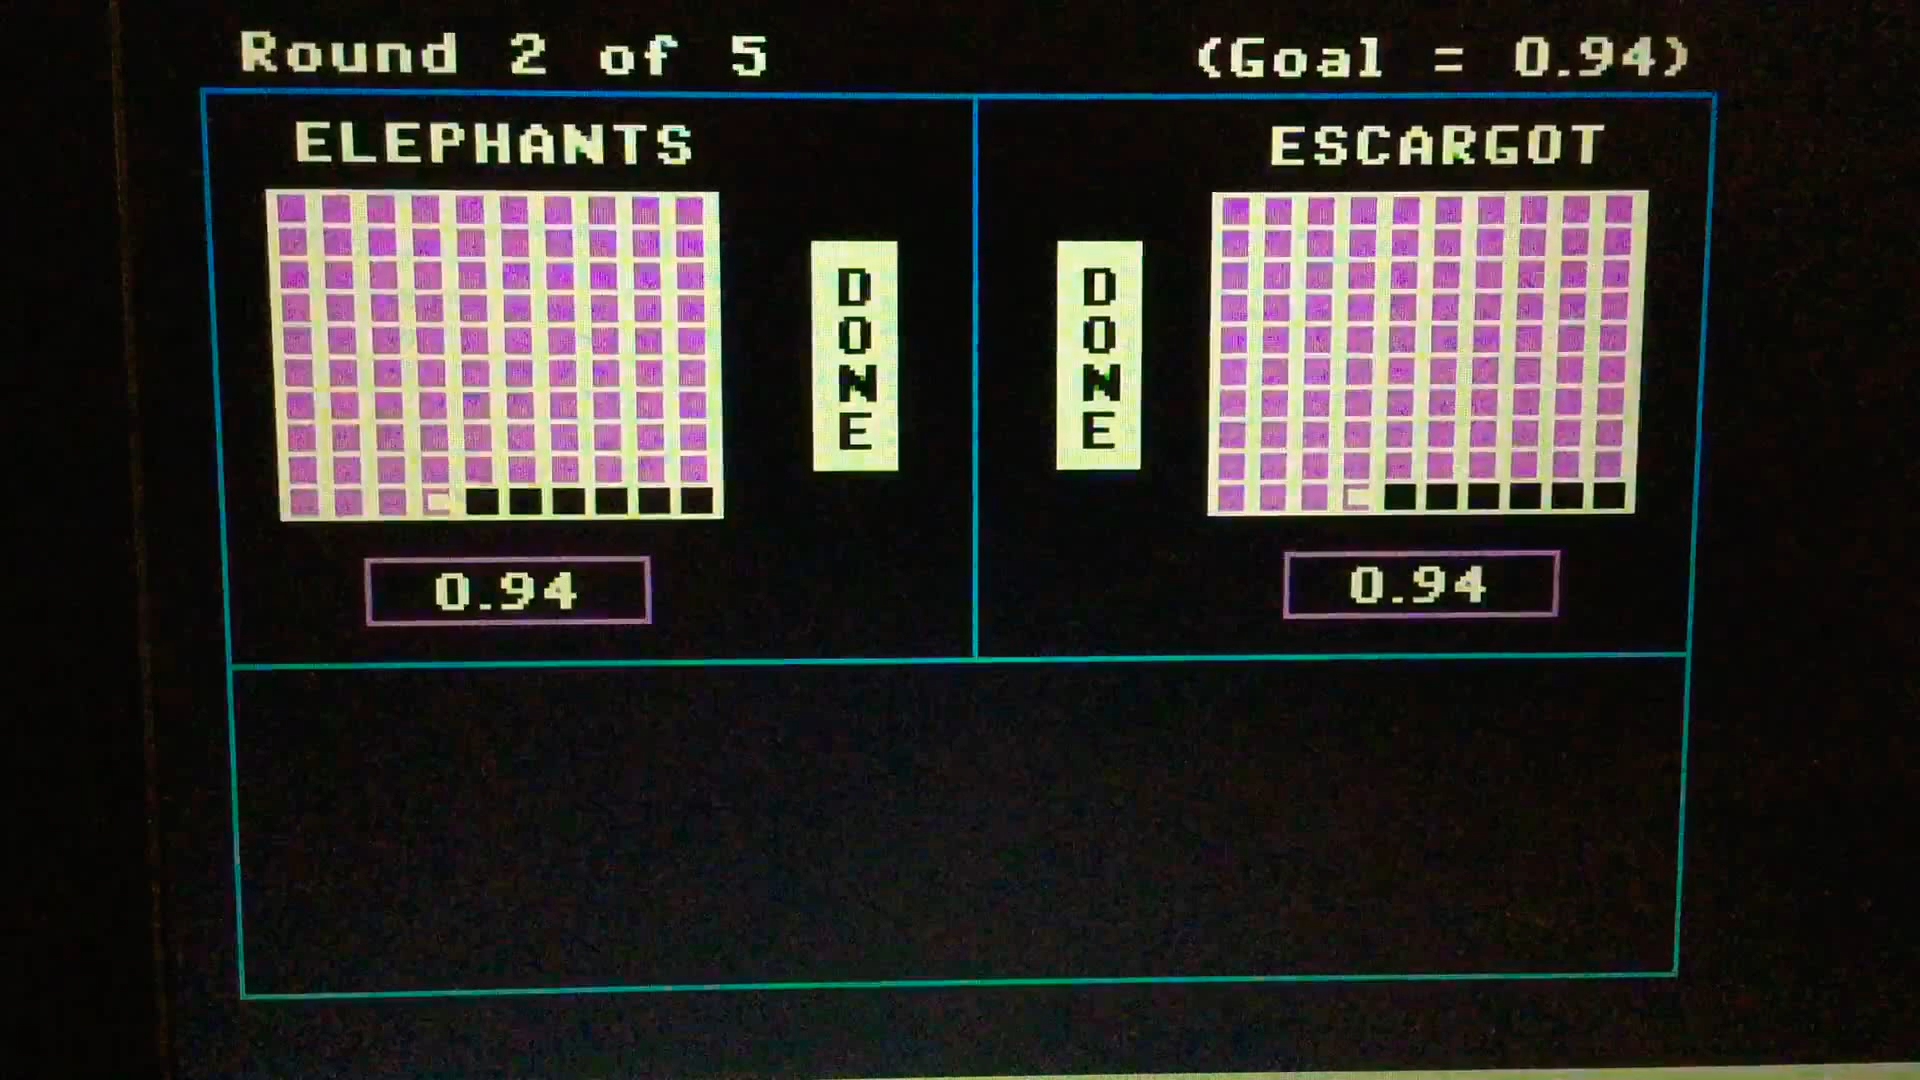 Round 2 of 5
(Goal = 0.94)
ELEPHANTS
ESCARGOT
DONE
DONE
0.94
0.94